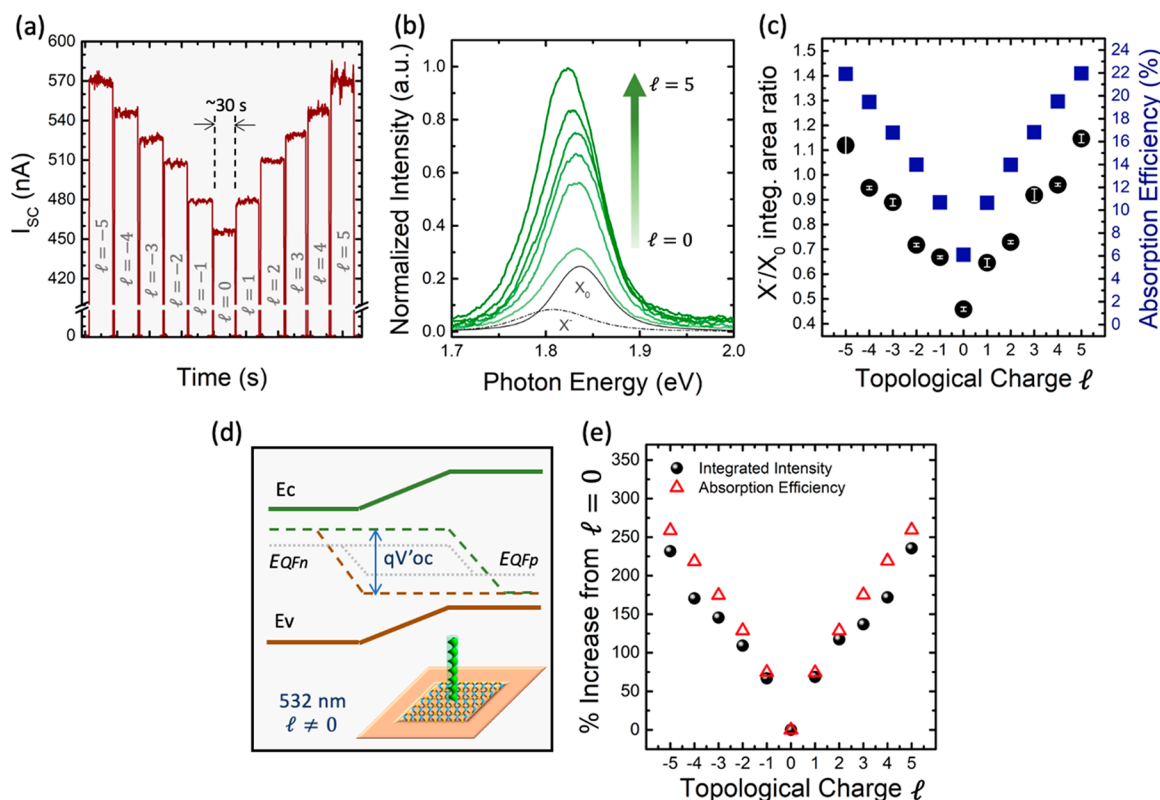 (a)
600
570
540
510
480
450
420
0
I_SC (nA)
~30 s
ℓ = −5
ℓ = −4
ℓ = −3
ℓ = −2
ℓ = −1
ℓ = 0
ℓ = 1
ℓ = 2
ℓ = 3
ℓ = 4
ℓ = 5
Time (s)
(b)
Normalized Intensity (a.u.)
1.0
0.8
0.6
0.4
0.2
0.0
ℓ = 5
ℓ = 0
X₀
X⁻
1.7 1.8 1.9 2.0
Photon Energy (eV)
(c)
X⁻/X₀ integ. area ratio
1.5
1.4
1.3
1.2
1.1
1.0
0.9
0.8
0.7
0.6
0.5
0.4
24
22
20
18
16
14
12
10
8
6
4
2
0
Absorption Efficiency (%)
-5 -4 -3 -2 -1 0 1 2 3 4 5
Topological Charge ℓ
(d)
Ec
EQFn
qV'oc
EQFp
Ev
532 nm
ℓ ≠ 0
(e)
% Increase from ℓ = 0
350
300
250
200
150
100
50
0
Integrated Intensity
Absorption Efficiency
-5 -4 -3 -2 -1 0 1 2 3 4 5
Topological Charge ℓ